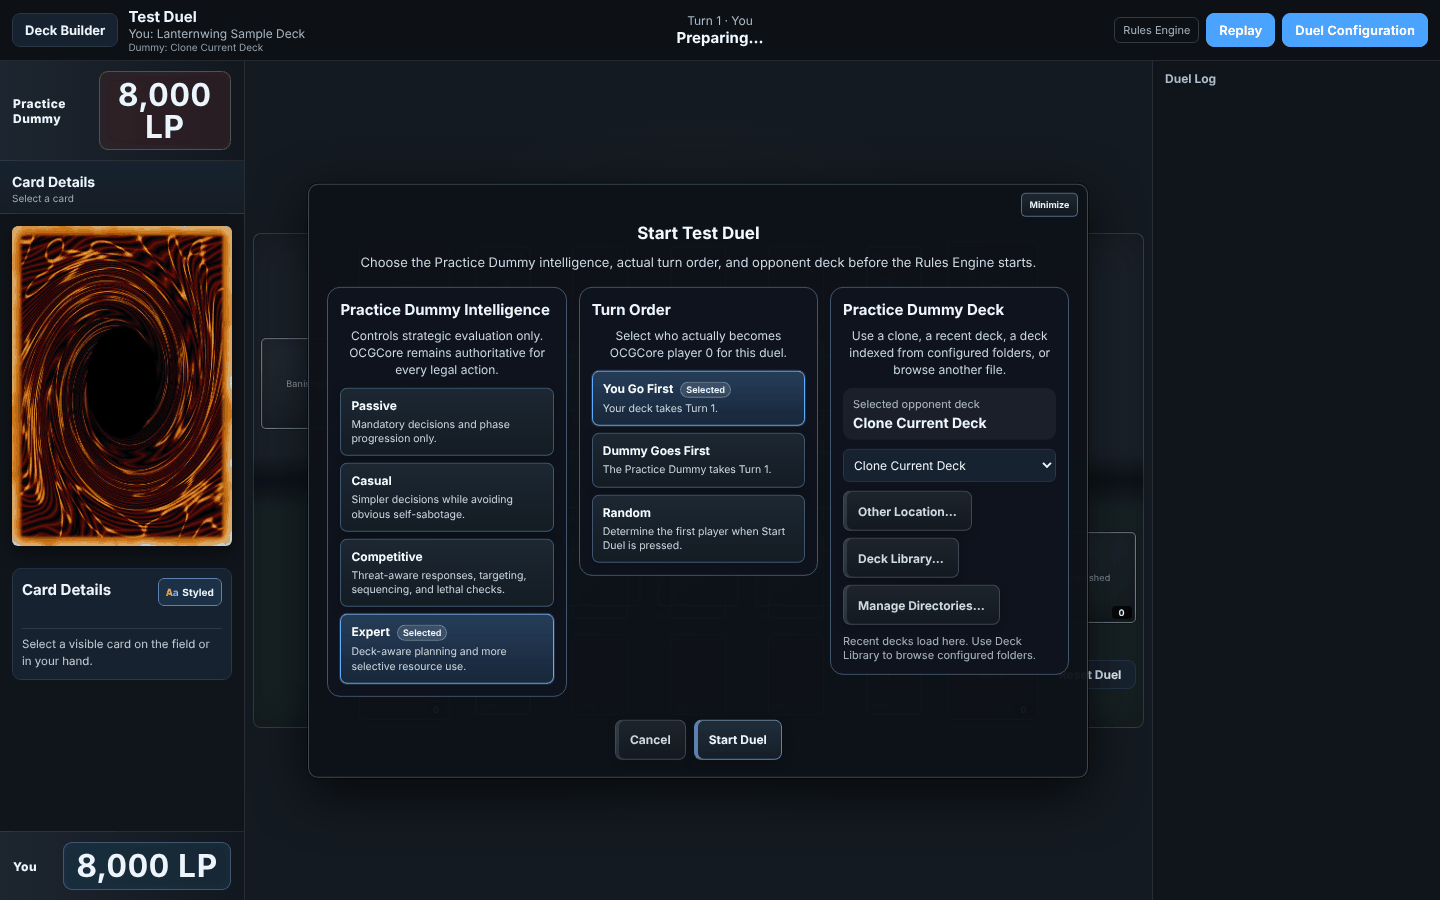 Deck Builder
Test Duel
You: Lanternwing Sample Deck
Dummy: Clone Current Deck
Turn 1 · You
Preparing...
Rules Engine
Replay
Duel Configuration
Practice
Dummy
8,000
LP
Card Details
Select a card
Card Details
Aa Styled
Select a visible card on the field or
in your hand.
You
8,000 LP
Duel Log
Minimize
Start Test Duel
Choose the Practice Dummy intelligence, actual turn order, and opponent deck before the Rules Engine starts.
Practice Dummy Intelligence
Controls strategic evaluation only.
OCGCore remains authoritative for
every legal action.
Passive
Mandatory decisions and phase
progression only.
Casual
Simpler decisions while avoiding
obvious self-sabotage.
Competitive
Threat-aware responses, targeting,
sequencing, and lethal checks.
Expert Selected
Deck-aware planning and more
selective resource use.
Turn Order
Select who actually becomes
OCGCore player 0 for this duel.
You Go First Selected
Your deck takes Turn 1.
Dummy Goes First
The Practice Dummy takes Turn 1.
Random
Determine the first player when Start
Duel is pressed.
Practice Dummy Deck
Use a clone, a recent deck, a deck
indexed from configured folders, or
browse another file.
Selected opponent deck
Clone Current Deck
Clone Current Deck
Other Location...
Deck Library...
Manage Directories...
Recent decks load here. Use Deck
Library to browse configured folders.
Cancel
Start Duel
0
Duel